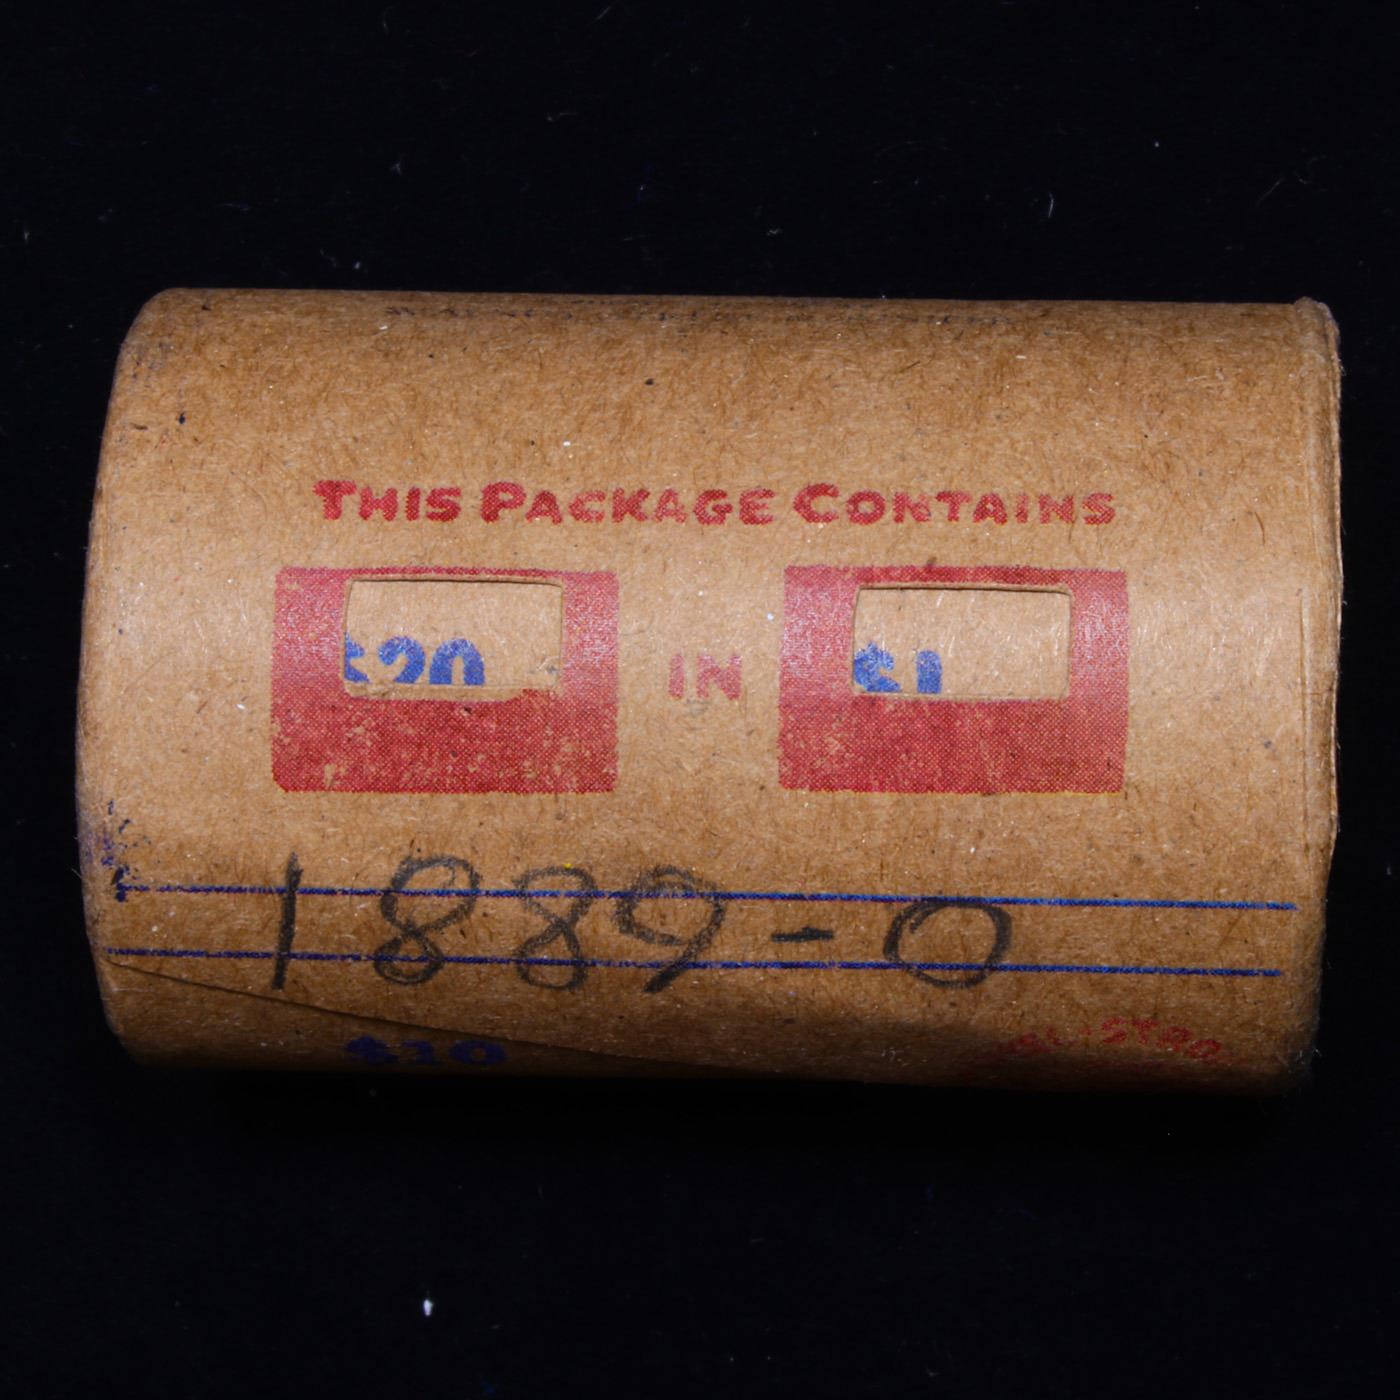 THIS PACKAGE CONTAINS
$20 IN $1
1889-O
$10